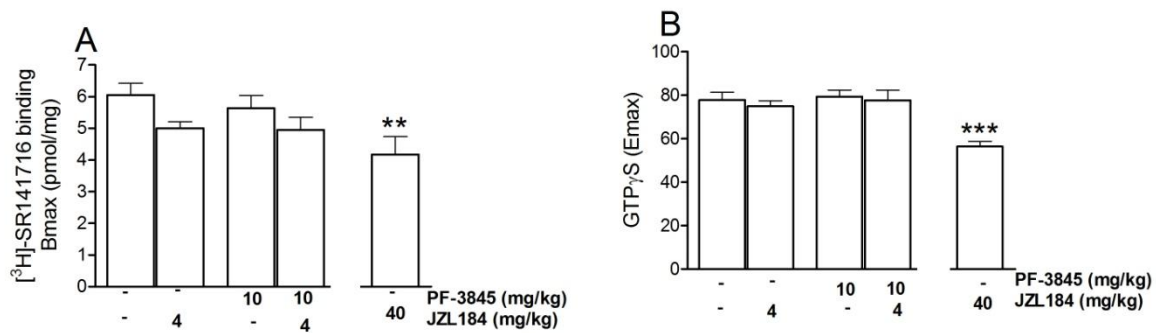 A
[³H]-SR141716 binding
Bmax (pmol/mg)
7
6
5
4
3
2
1
0
**
- - 10 10 - PF-3845 (mg/kg)
- 4 - 4 40 JZL184 (mg/kg)
B
GTPγS (Emax)
100
80
60
40
20
0
***
- - 10 10 - PF-3845 (mg/kg)
- 4 - 4 40 JZL184 (mg/kg)